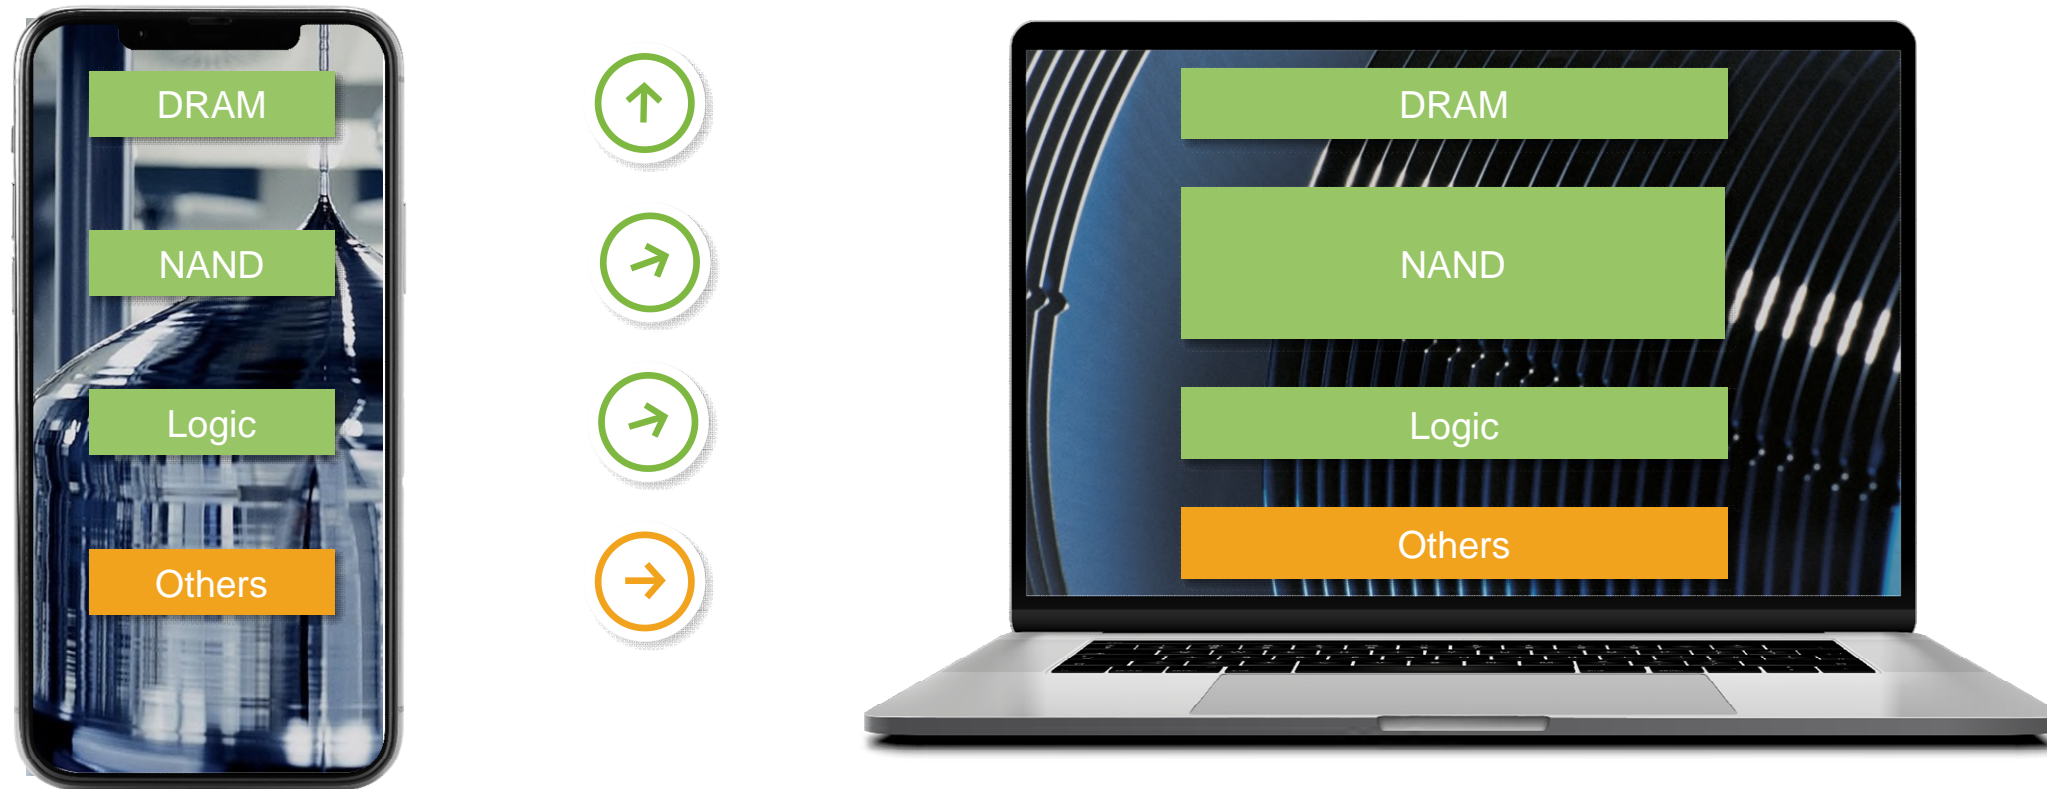 DRAM
NAND
Logic
Others
DRAM
NAND
Logic
Others